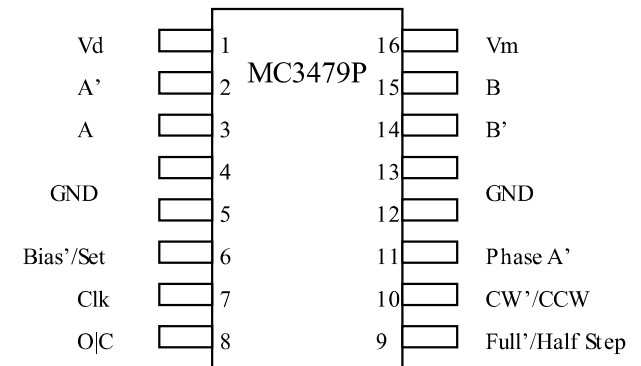 Vd 1 16 Vm
MC3479P
A’ 2 15 B
A 3 14 B’
4 13
GND GND
5 12
Bias’/Set 6 11 Phase A’
Clk 7 10 CW’/CCW
O|C 8 9 Full’/Half Step